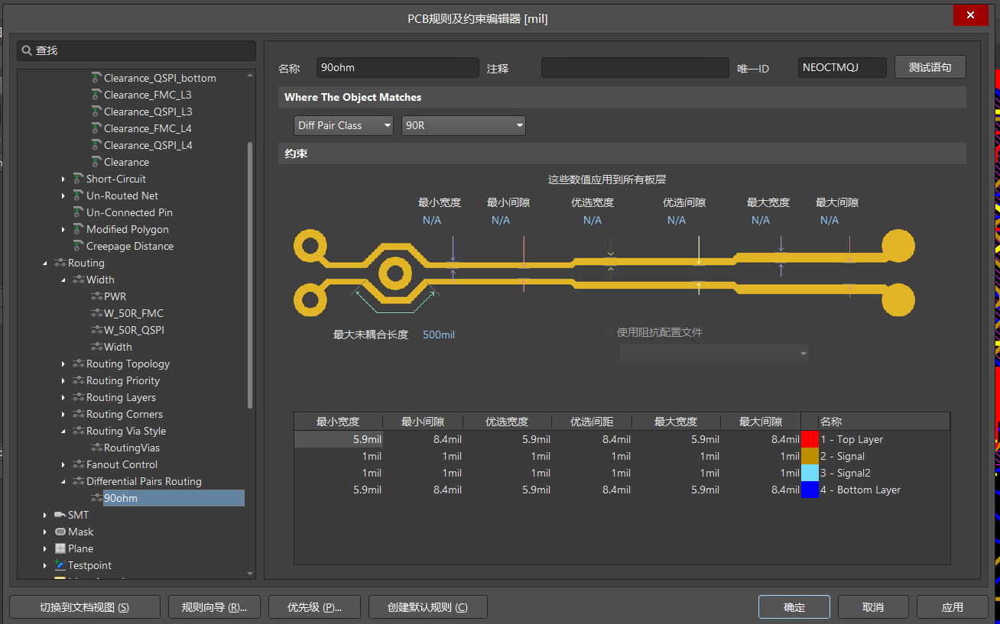 PCB规则及约束编辑器 [mil]
查找
Clearance_QSPI_bottom
Clearance_FMC_L3
Clearance_QSPI_L3
Clearance_FMC_L4
Clearance_QSPI_L4
Clearance
Short-Circuit
Un-Routed Net
Un-Connected Pin
Modified Polygon
Creepage Distance
Routing
Width
PWR
W_50R_FMC
W_50R_QSPI
Width
Routing Topology
Routing Priority
Routing Layers
Routing Corners
Routing Via Style
RoutingVias
Fanout Control
Differential Pairs Routing
90ohm
SMT
Mask
Plane
Testpoint
名称 90ohm 注释 唯一ID NEOCTMQJ 测试语句
Where The Object Matches
Diff Pair Class 90R
约束
这些数值应用到所有板层
最小宽度 最小间隙 优选宽度 优选间隙 最大宽度 最大间隙
N/A N/A N/A N/A N/A N/A
最大未耦合长度 500mil 使用阻抗配置文件
最小宽度 最小间隙 优选宽度 优选间距 最大宽度 最大间隙 名称
5.9mil 8.4mil 5.9mil 8.4mil 5.9mil 8.4mil 1 - Top Layer
1mil 1mil 1mil 1mil 1mil 1mil 2 - Signal
1mil 1mil 1mil 1mil 1mil 1mil 3 - Signal2
5.9mil 8.4mil 5.9mil 8.4mil 5.9mil 8.4mil 4 - Bottom Layer
切换到文档视图 (S) 规则向导 (R)... 优先级 (P)... 创建默认规则 (C) 确定 取消 应用